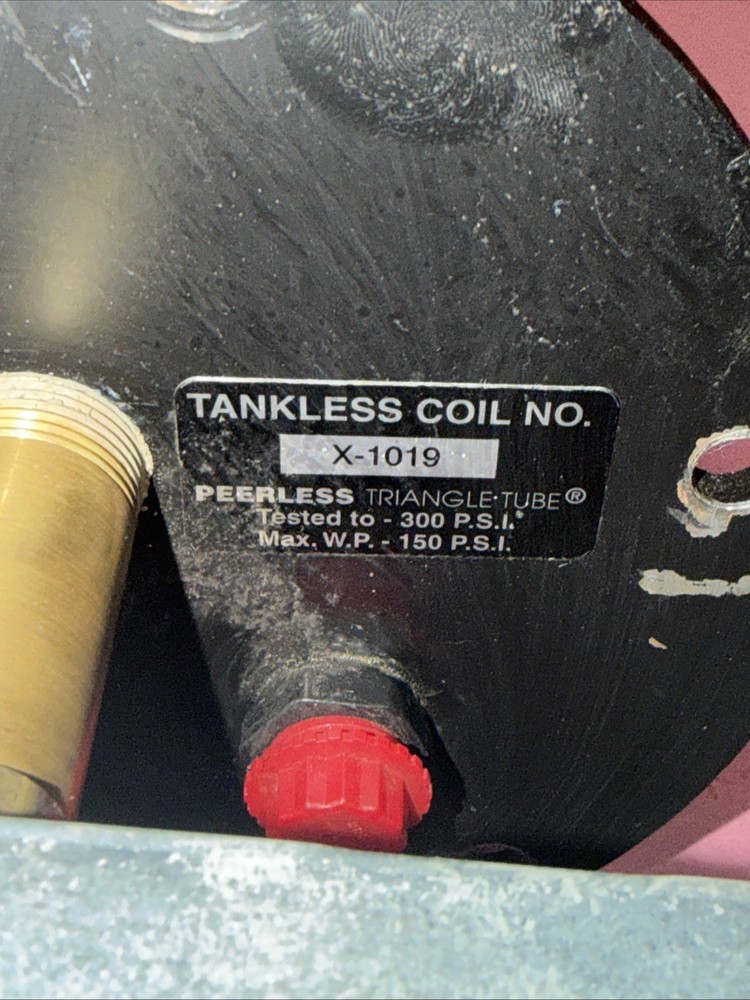 TANKLESS COIL NO.
X-1019
PEERLESS TRIANGLE·TUBE®
Tested to - 300 P.S.I.
Max. W.P. - 150 P.S.I.